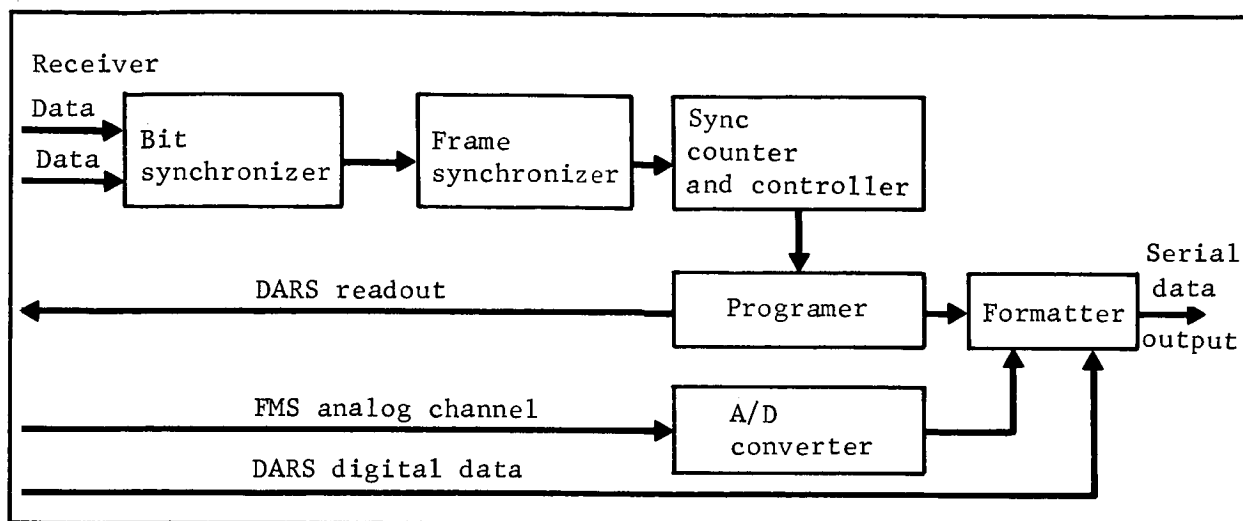 Receiver
Data
Data
Bit
synchronizer
Frame
synchronizer
Sync
counter
and controller
DARS readout
Programer
Formatter
Serial
data
output
FMS analog channel
A/D
converter
DARS digital data